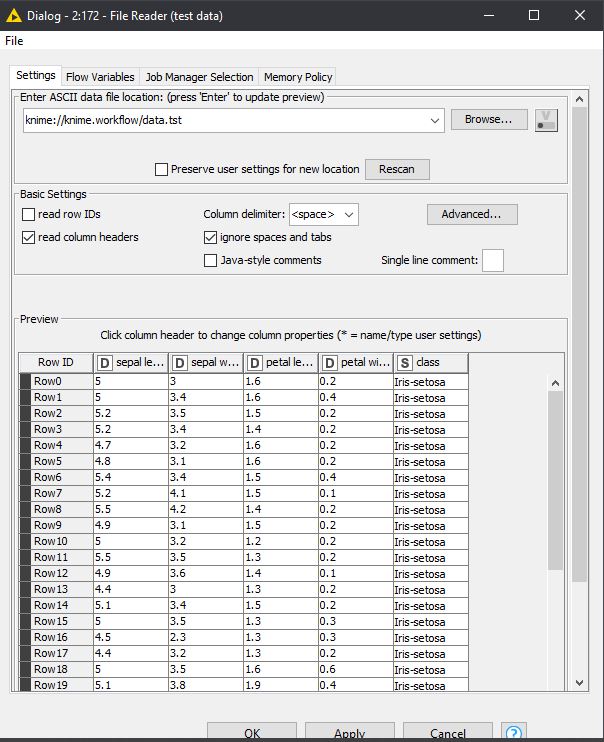 Dialog - 2:172 - File Reader (test data)
File
Settings Flow Variables Job Manager Selection Memory Policy
Enter ASCII data file location: (press 'Enter' to update preview)
knime://knime.workflow/data.tst Browse... V
Preserve user settings for new location Rescan
Basic Settings
read row IDs Column delimiter: <space> Advanced...
read column headers ignore spaces and tabs
Java-style comments Single line comment:
Preview
Click column header to change column properties (* = name/type user settings)
Row ID D sepal le... D sepal w... D petal le... D petal wi... S class
Row0 5 3 1.6 0.2 Iris-setosa
Row1 5 3.4 1.6 0.4 Iris-setosa
Row2 5.2 3.5 1.5 0.2 Iris-setosa
Row3 5.2 3.4 1.4 0.2 Iris-setosa
Row4 4.7 3.2 1.6 0.2 Iris-setosa
Row5 4.8 3.1 1.6 0.2 Iris-setosa
Row6 5.4 3.4 1.5 0.4 Iris-setosa
Row7 5.2 4.1 1.5 0.1 Iris-setosa
Row8 5.5 4.2 1.4 0.2 Iris-setosa
Row9 4.9 3.1 1.5 0.2 Iris-setosa
Row10 5 3.2 1.2 0.2 Iris-setosa
Row11 5.5 3.5 1.3 0.2 Iris-setosa
Row12 4.9 3.6 1.4 0.1 Iris-setosa
Row13 4.4 3 1.3 0.2 Iris-setosa
Row14 5.1 3.4 1.5 0.2 Iris-setosa
Row15 5 3.5 1.3 0.3 Iris-setosa
Row16 4.5 2.3 1.3 0.3 Iris-setosa
Row17 4.4 3.2 1.3 0.2 Iris-setosa
Row18 5 3.5 1.6 0.6 Iris-setosa
Row19 5.1 3.8 1.9 0.4 Iris-setosa
OK Apply Cancel ?